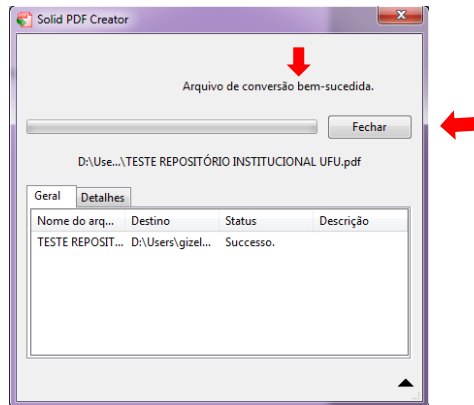 Solid PDF Creator
Arquivo de conversão bem-sucedida.
Fechar
D:\Use...\TESTE REPOSITÓRIO INSTITUCIONAL UFU.pdf
Geral Detalhes
Nome do arq... Destino Status Descrição
TESTE REPOSIT... D:\Users\gizel... Successo.